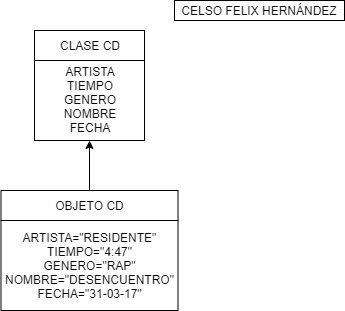 CELSO FELIX HERNÁNDEZ
CLASE CD
ARTISTA
TIEMPO
GENERO
NOMBRE
FECHA
OBJETO CD
ARTISTA="RESIDENTE"
TIEMPO="4:47"
GENERO="RAP"
NOMBRE="DESENCUENTRO"
FECHA="31-03-17"